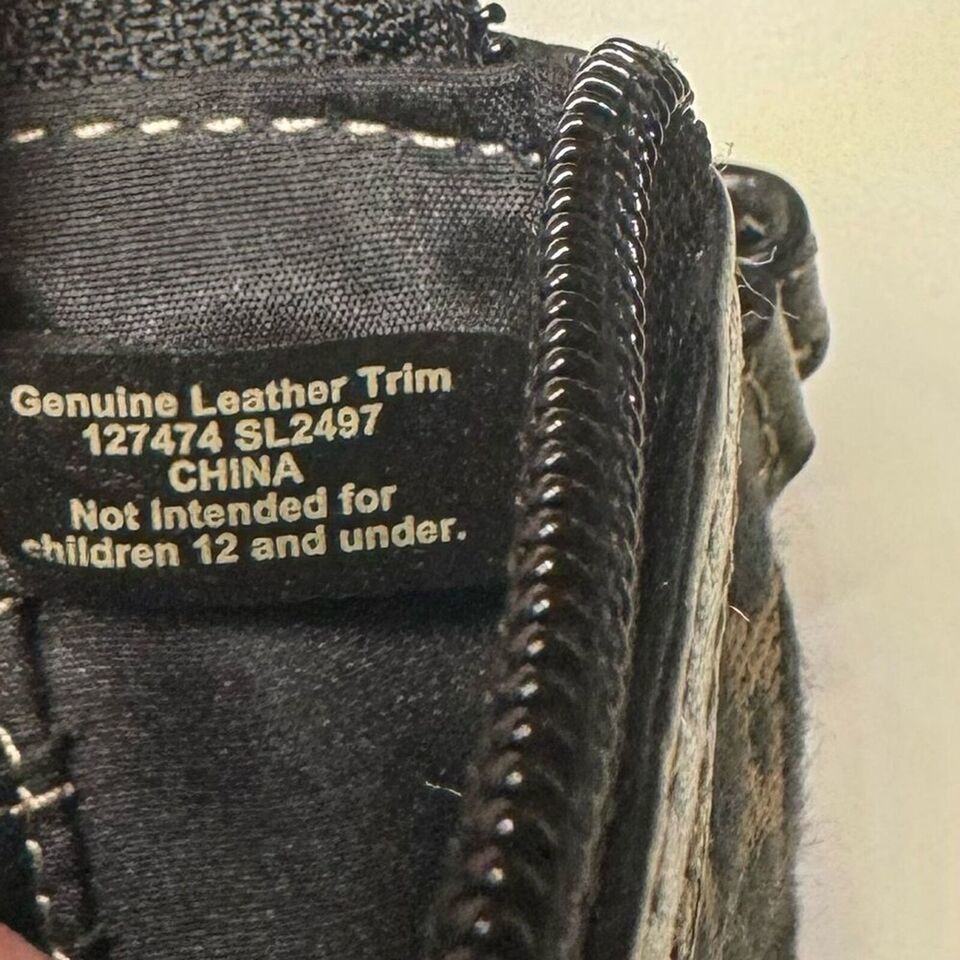 Genuine Leather Trim
127474 SL2497
CHINA
Not Intended for
children 12 and under.